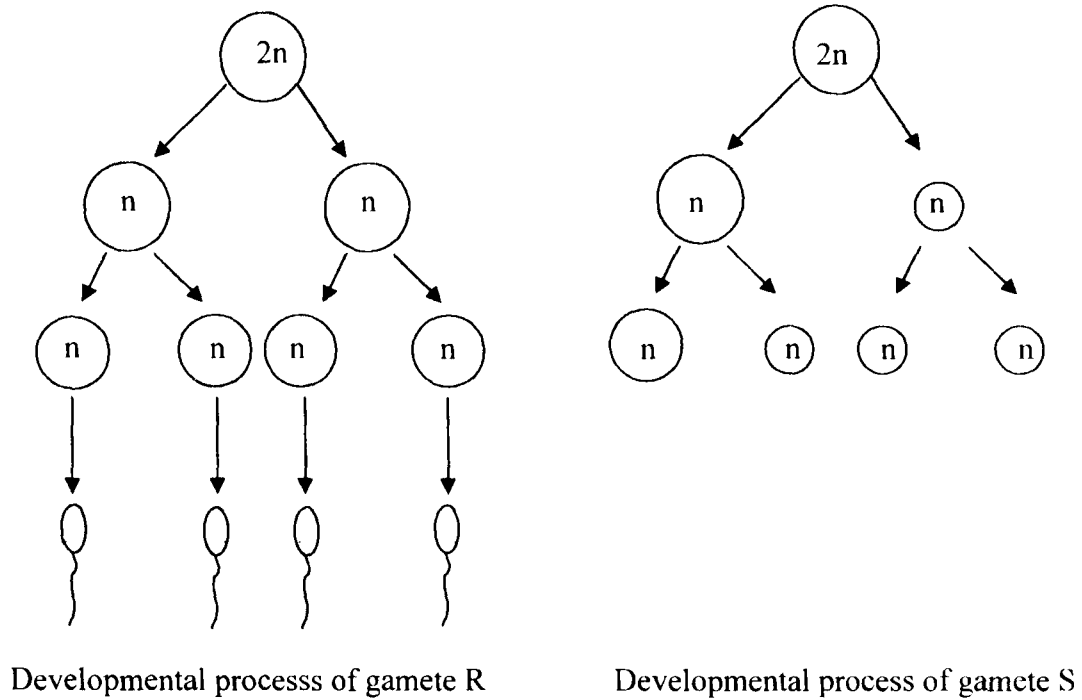 2n 2n
n n n n
n n n n n n n n
Developmental processs of gamete R Developmental process of gamete S